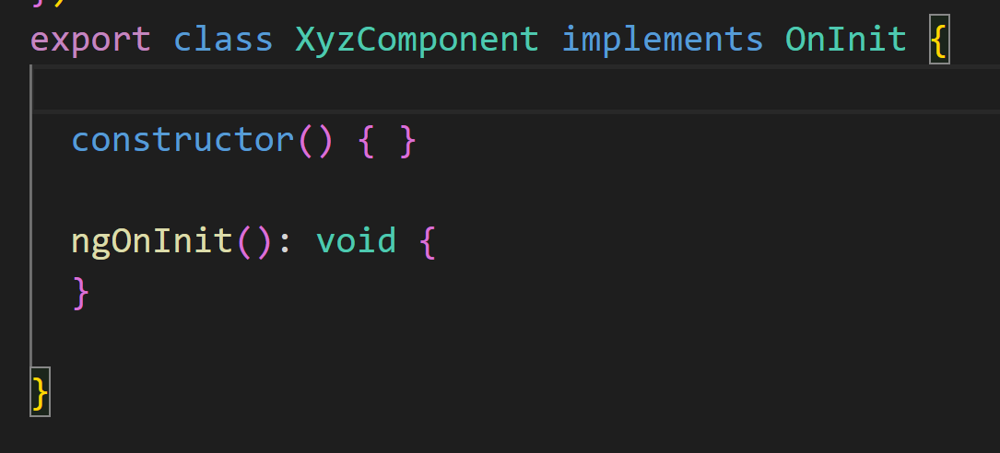 });
export class XyzComponent implements OnInit {
constructor() { }
ngOnInit(): void {
}
}